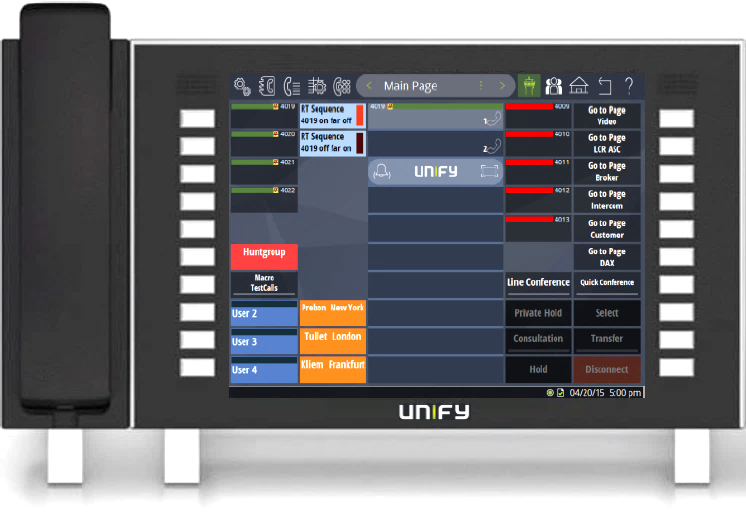 Main Page
?
4019
4020
4021
4022
Huntgroup
Macro
TestCalls
User 2
User 3
User 4
RT Sequence
4019 on far off
RT Sequence
4019 off far on
Prebon New York
Tullet London
Kliem Frankfurt
4019
1
2
UNIFY
4009
4010
4011
4012
4013
Line Conference
Private Hold
Consultation
Hold
Go to Page
Video
Go to Page
LCR ASC
Go to Page
Broker
Go to Page
Intercom
Go to Page
Customer
Go to Page
DAX
Quick Conference
Select
Transfer
Disconnect
04/20/15 5:00 pm
UNIFY